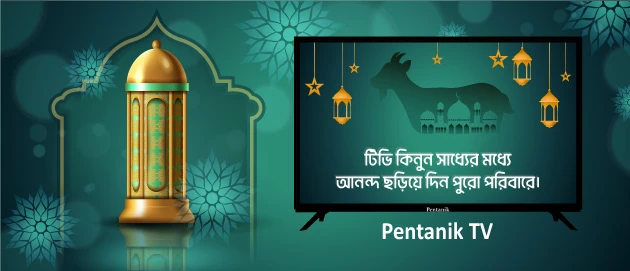 টিভি কিনুন সাধ্যের মধ্যে
আনন্দ ছড়িয়ে দিন পুরো পরিবারে।
Pentanik
Pentanik TV